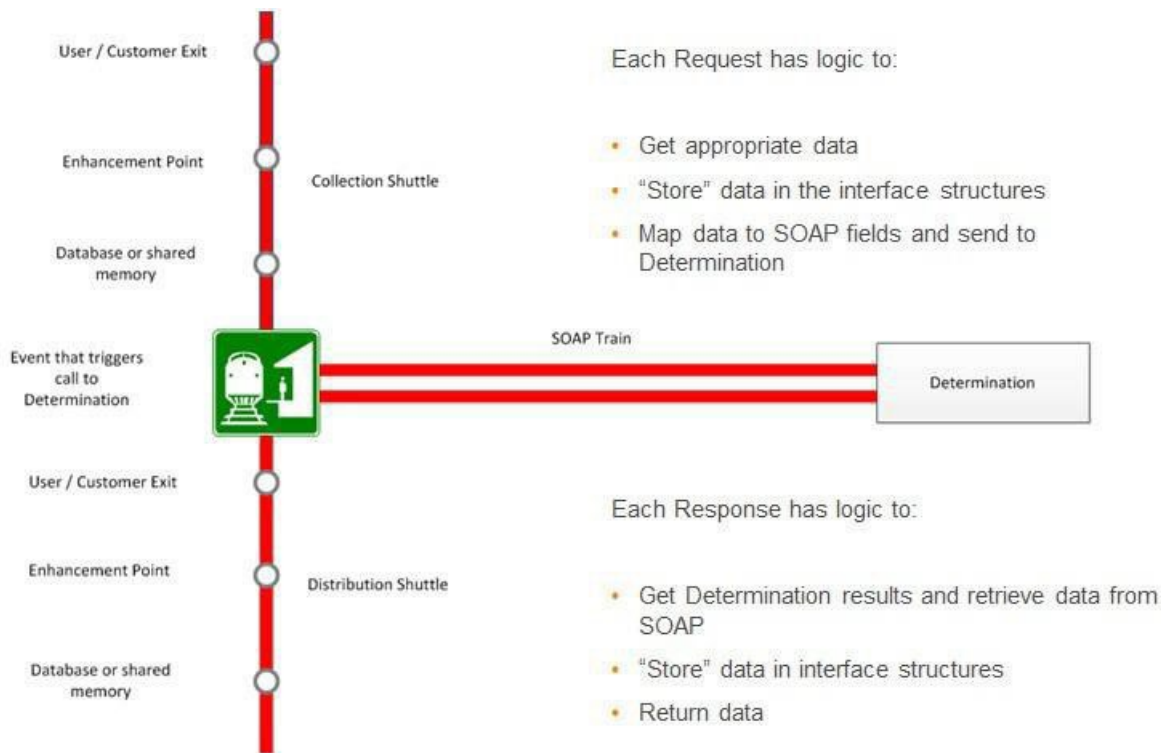 User / Customer Exit
Enhancement Point
Collection Shuttle
Database or shared
memory
Event that triggers
call to
Determination
SOAP Train
Determination
User / Customer Exit
Enhancement Point
Distribution Shuttle
Database or shared
memory
Each Request has logic to:
• Get appropriate data
• “Store” data in the interface structures
• Map data to SOAP fields and send to
Determination
Each Response has logic to:
• Get Determination results and retrieve data from
SOAP
• “Store” data in interface structures
• Return data